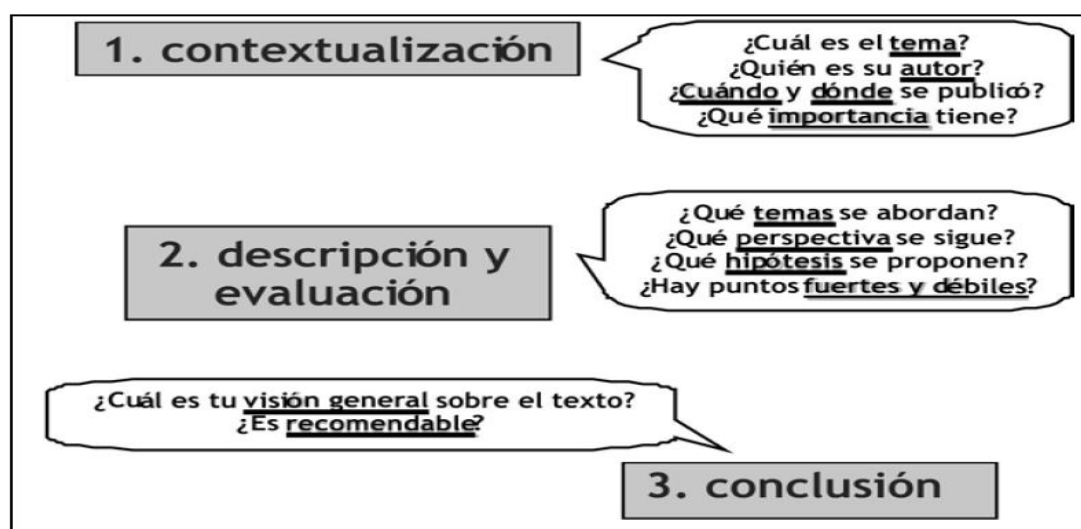 1. contextualización
¿Cuál es el tema?
¿Quién es su autor?
¿Cuándo y dónde se publicó?
¿Qué importancia tiene?
2. descripción y
evaluación
¿Qué temas se abordan?
¿Qué perspectiva se sigue?
¿Qué hipótesis se proponen?
¿Hay puntos fuertes y débiles?
¿Cuál es tu visión general sobre el texto?
¿Es recomendable?
3. conclusión